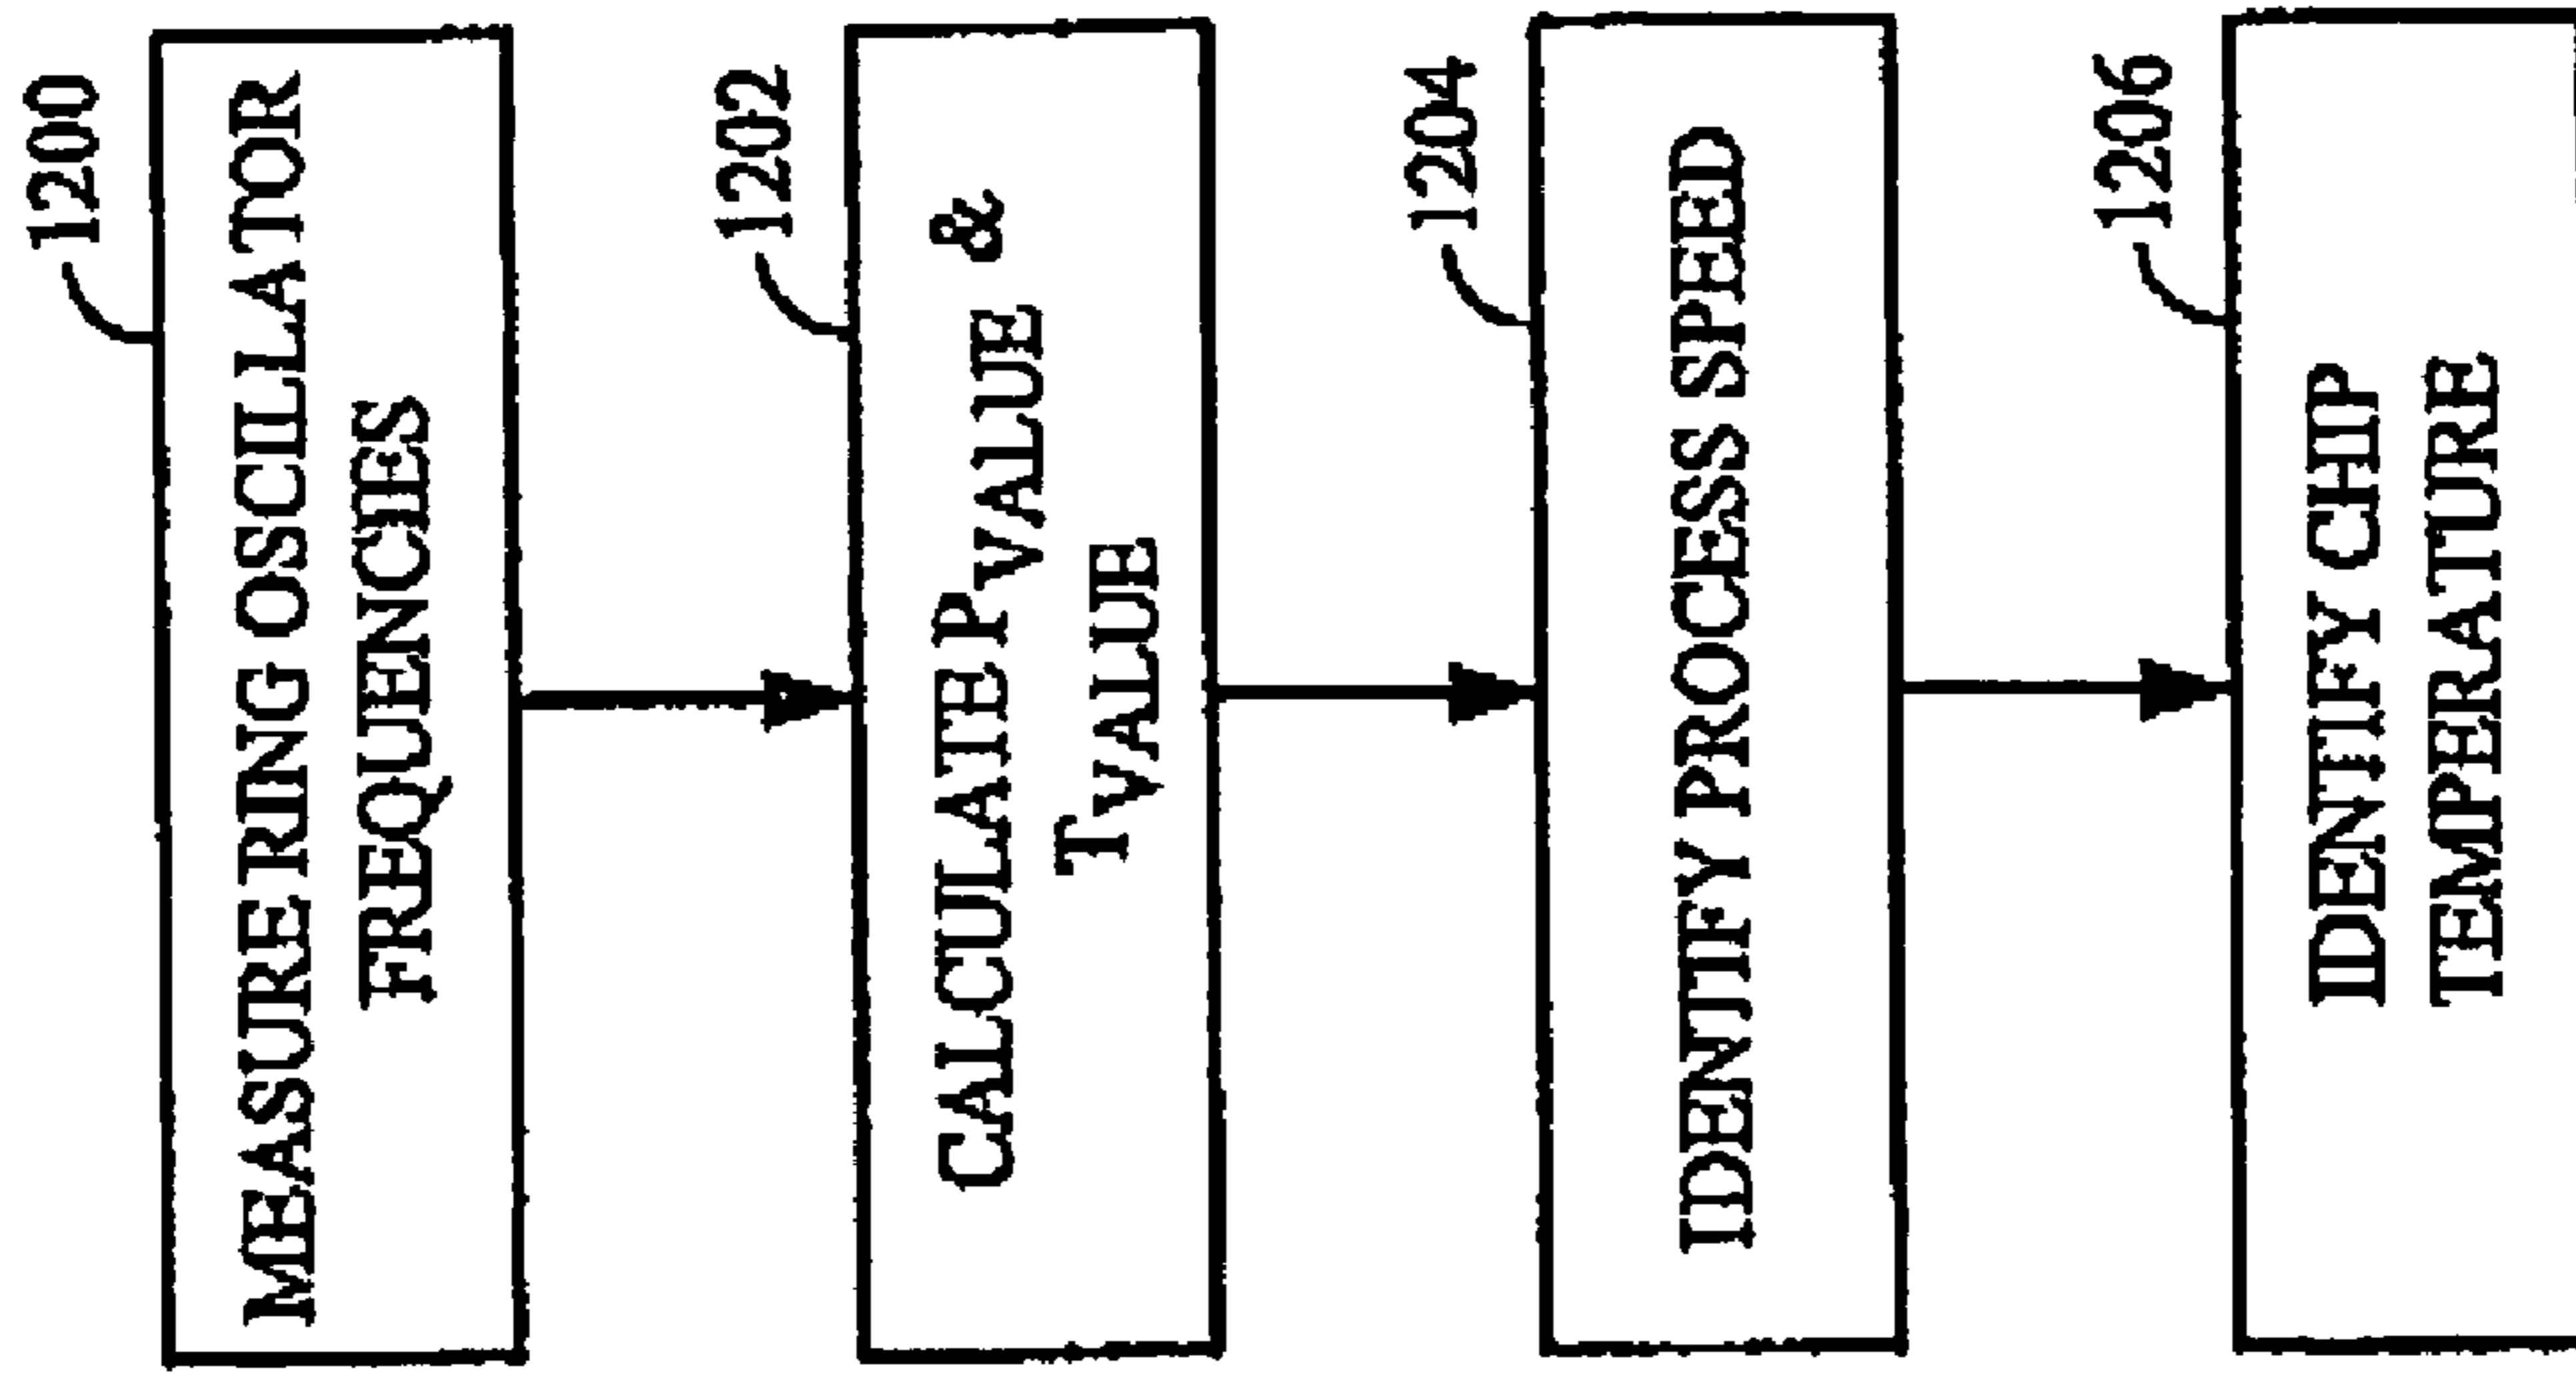 1200
MEASURE RING OSCILLATOR
FREQUENCIES
1202
CALCULATE PVALUE &
TVALUE
1204
IDENTIFY PROCESS SPEED
1206
IDENTIFY CHIP
TEMPERATURE